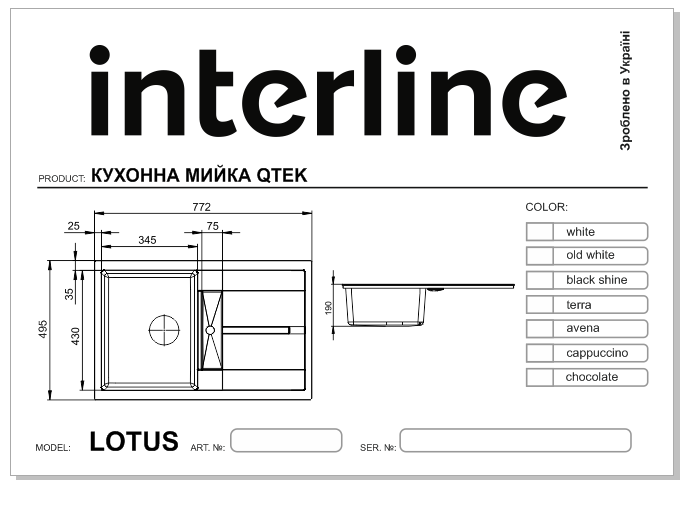 interline
Зроблено в Україні
PRODUCT: КУХОННА МИЙКА QTEK
772
25
75
345
35
495
430
190
COLOR:
white
old white
black shine
terra
avena
cappuccino
chocolate
MODEL: LOTUS ART. №: SER. №: